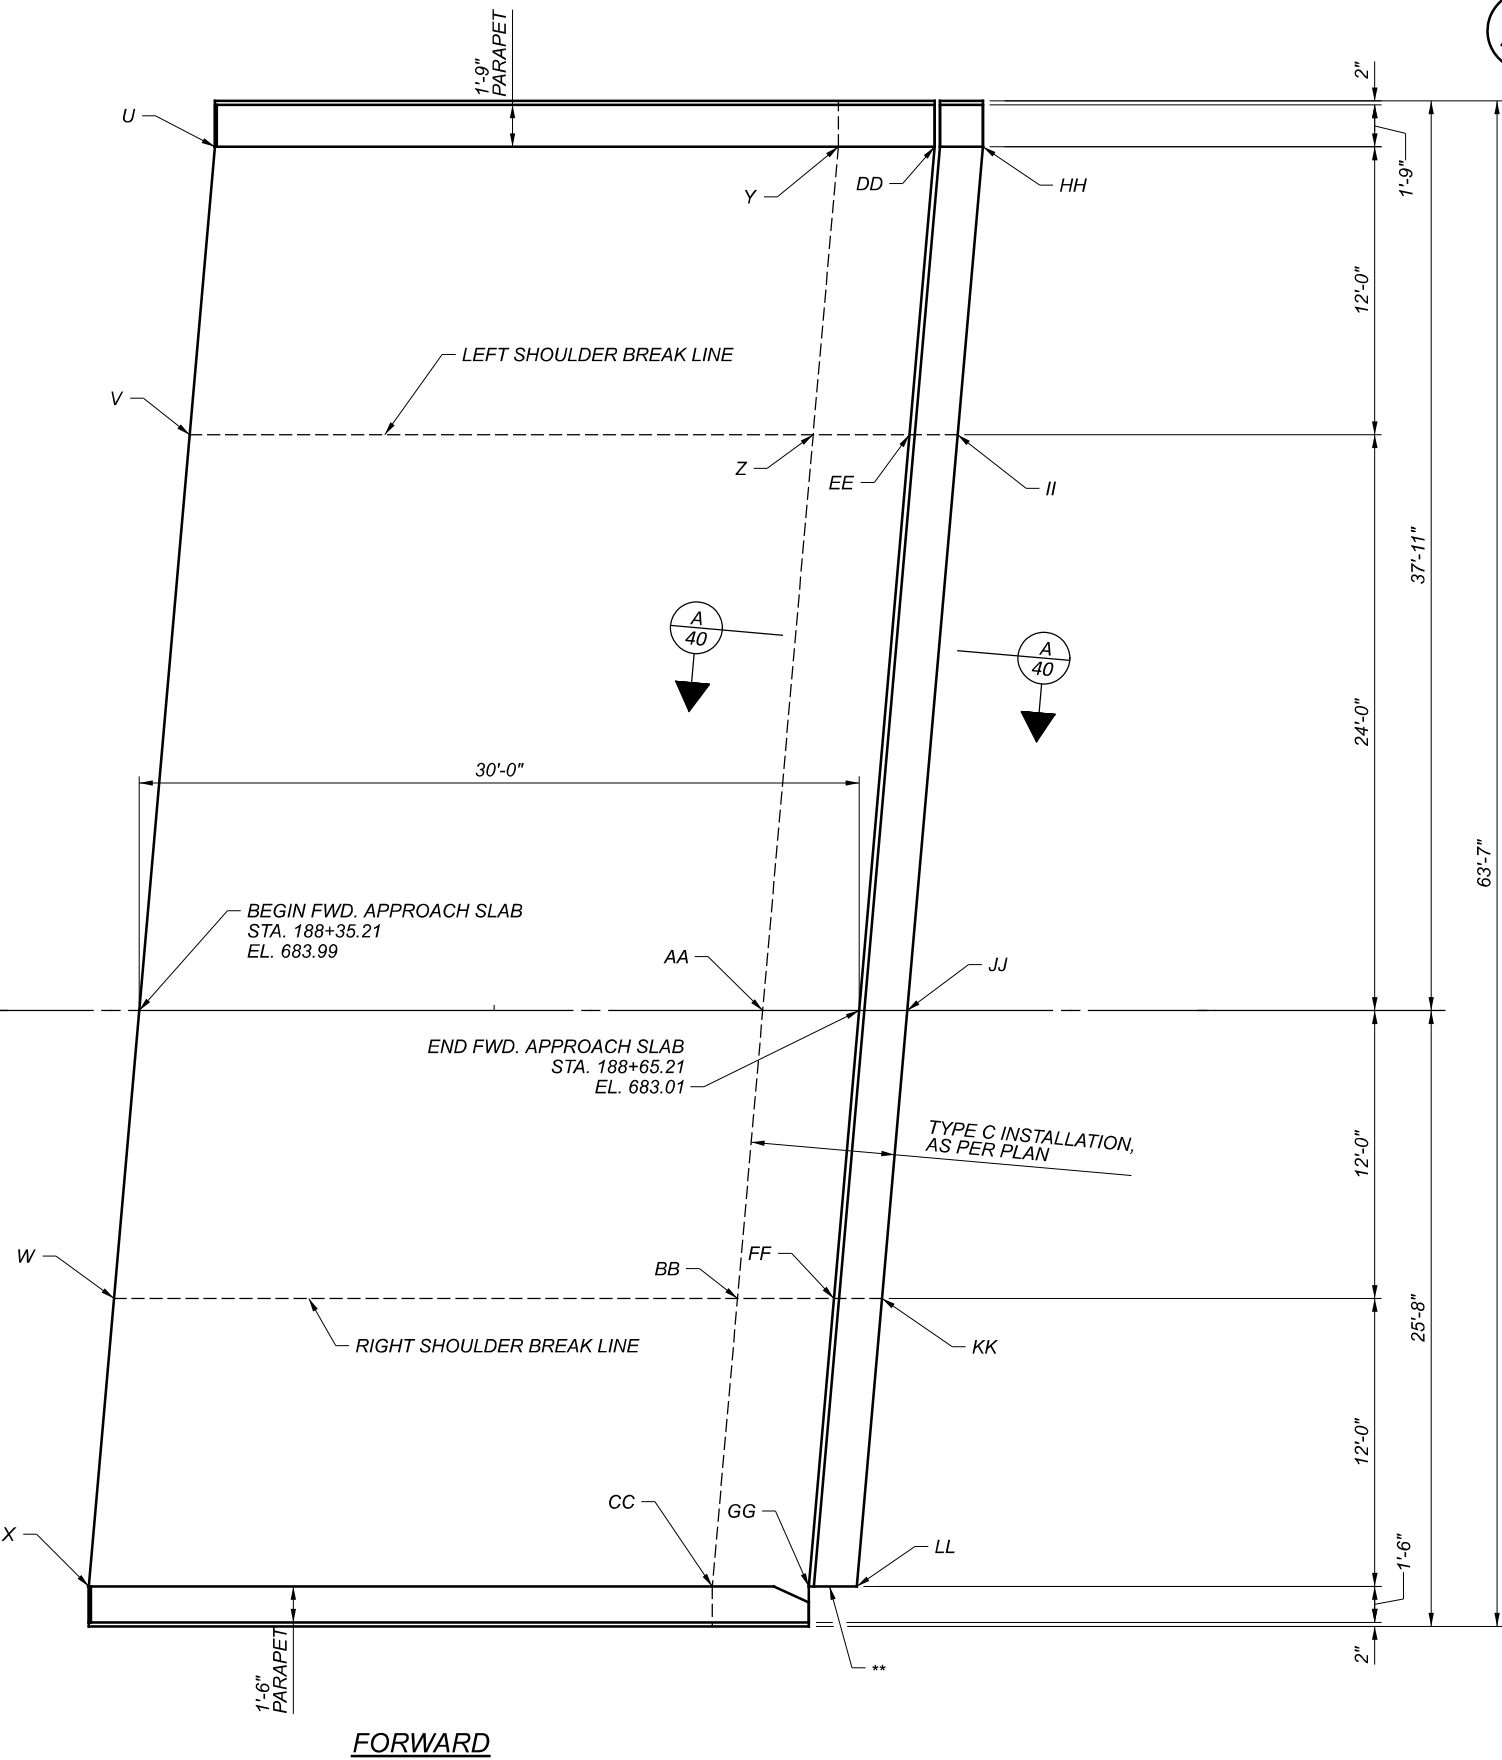 1'-9"
PARAPET
2"
U
Y
DD
HH
1'-9"
12'-0"
LEFT SHOULDER BREAK LINE
V
Z
EE
II
37'-11"
A
40
A
40
24'-0"
30'-0"
63'-7"
BEGIN FWD. APPROACH SLAB
STA. 188+35.21
EL. 683.99
AA
JJ
END FWD. APPROACH SLAB
STA. 188+65.21
EL. 683.01
TYPE C INSTALLATION,
AS PER PLAN
12'-0"
W
BB
FF
25'-8"
RIGHT SHOULDER BREAK LINE
KK
12'-0"
CC
GG
X
LL
1'-6"
**
2"
1'-6"
PARAPET
FORWARD